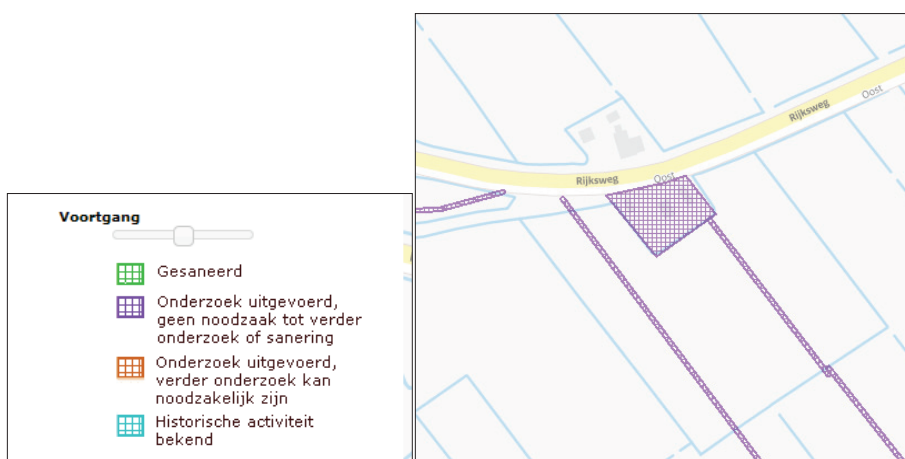 Voortgang
Gesaneerd
Onderzoek uitgevoerd,
geen noodzaak tot verder
onderzoek of sanering
Onderzoek uitgevoerd,
verder onderzoek kan
noodzakelijk zijn
Historische activiteit
bekend
Rijksweg Oost
Rijksweg Oost